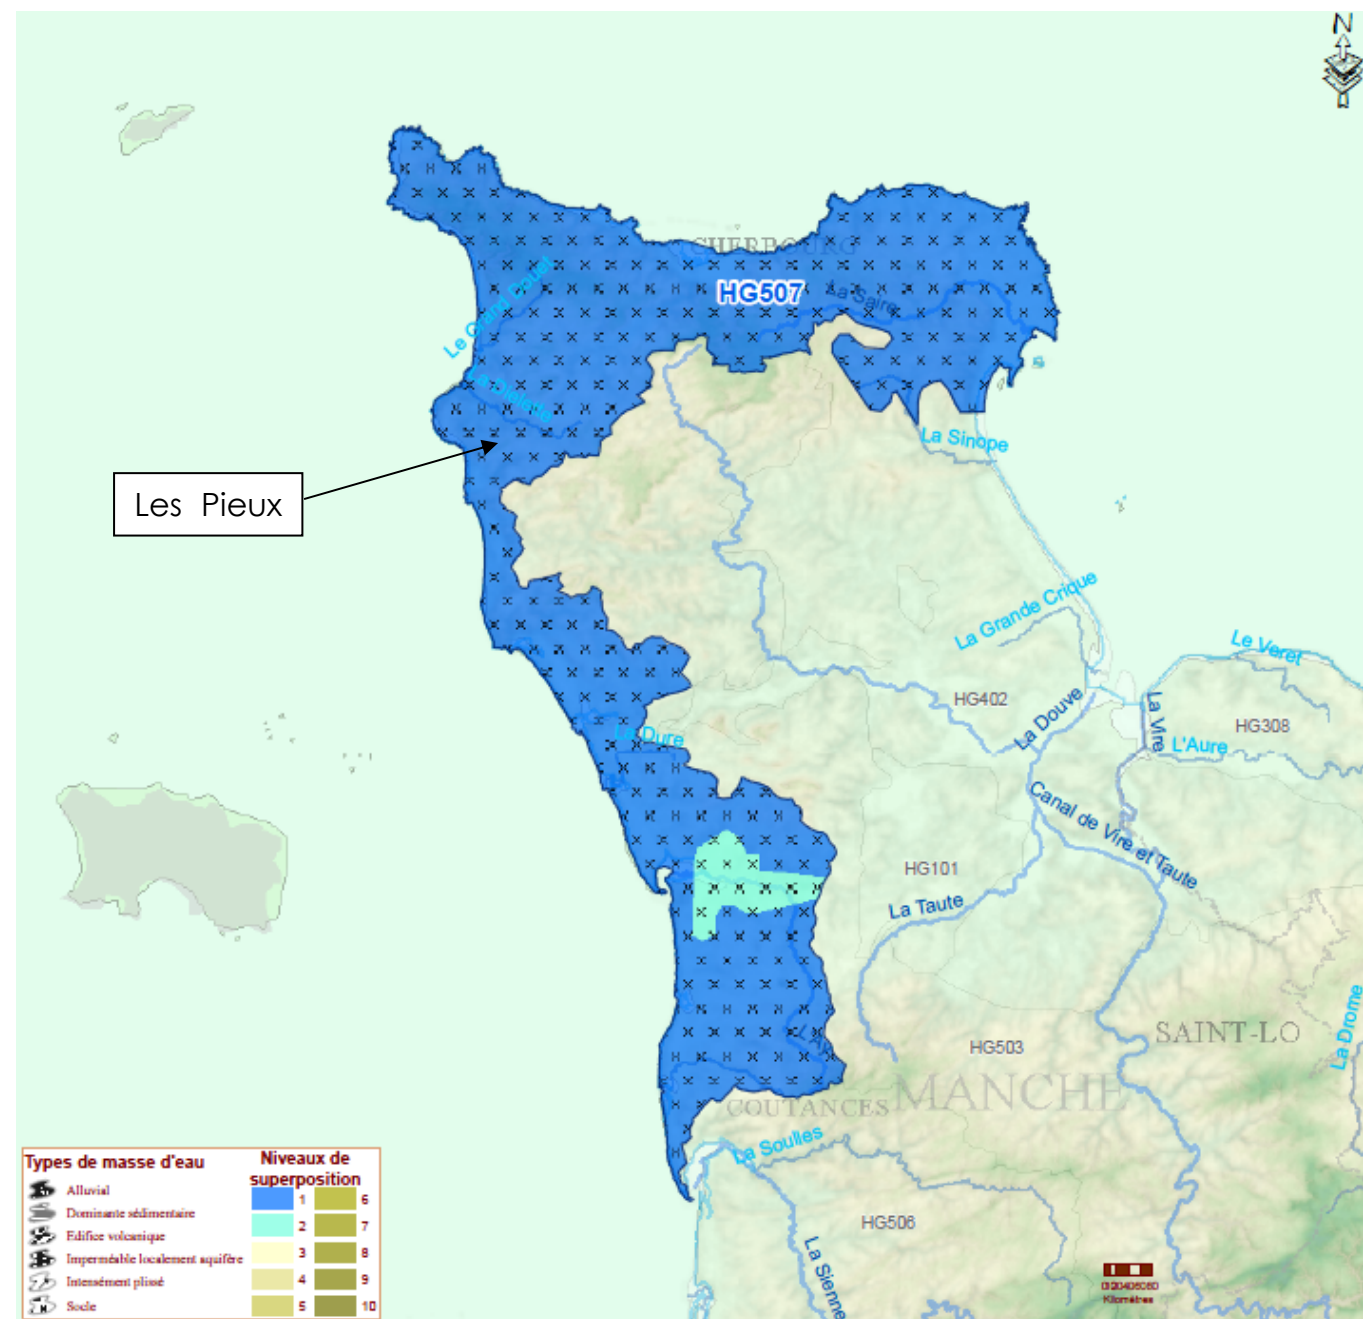 N
CHERBOURG
HG507
La Saire
Le Grand Douet
La Dielette
La Sinope
Les Pieux
La Grande Crique
Le Veret
HG402
La Douve
La Vire
HG308
L'Aure
La Dure
Canal de Vire et Taute
HG101
La Taute
La Drome
SAINT-LO
HG503
MANCHE
COUTANCES
La Soulles
HG506
La Sienne
Types de masse d'eau
Niveaux de
superposition
Alluvial
1 6
Dominante sédimentaire
2 7
Edifice volcanique
3 8
Imperméable localement aquifère
4 9
Intensément plissé
5 10
Socle
Kilomètres